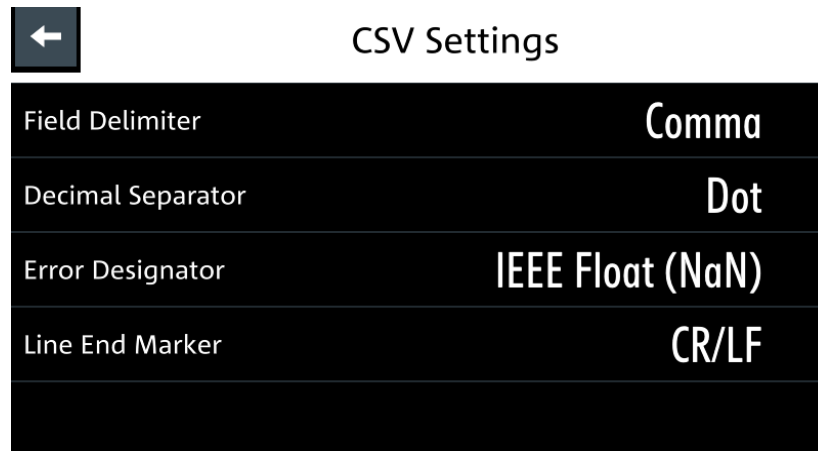 CSV Settings
Field Delimiter Comma
Decimal Separator Dot
Error Designator IEEE Float (NaN)
Line End Marker CR/LF